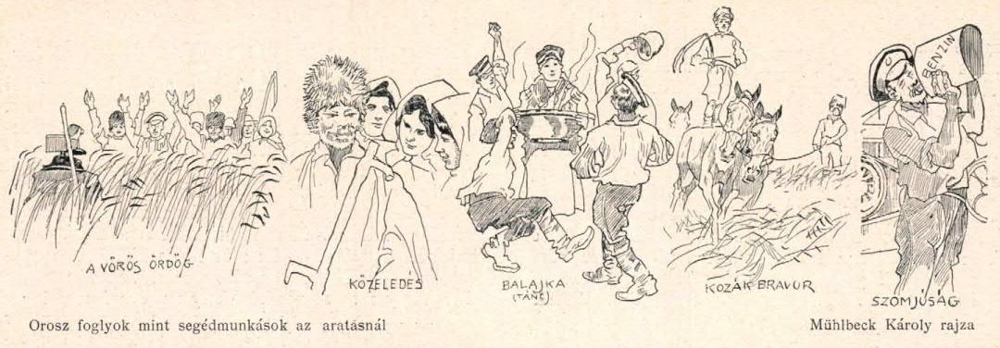 BENZIN
A VÖRÖS ÖRDÖG
KÖZELEDÉS
BALAJKA
(TÁNC)
KOZÁK BRAVUR
SZOMJÚSÁG
Orosz foglyok mint segédmunkások az aratásnál
Mühlbeck Károly rajza